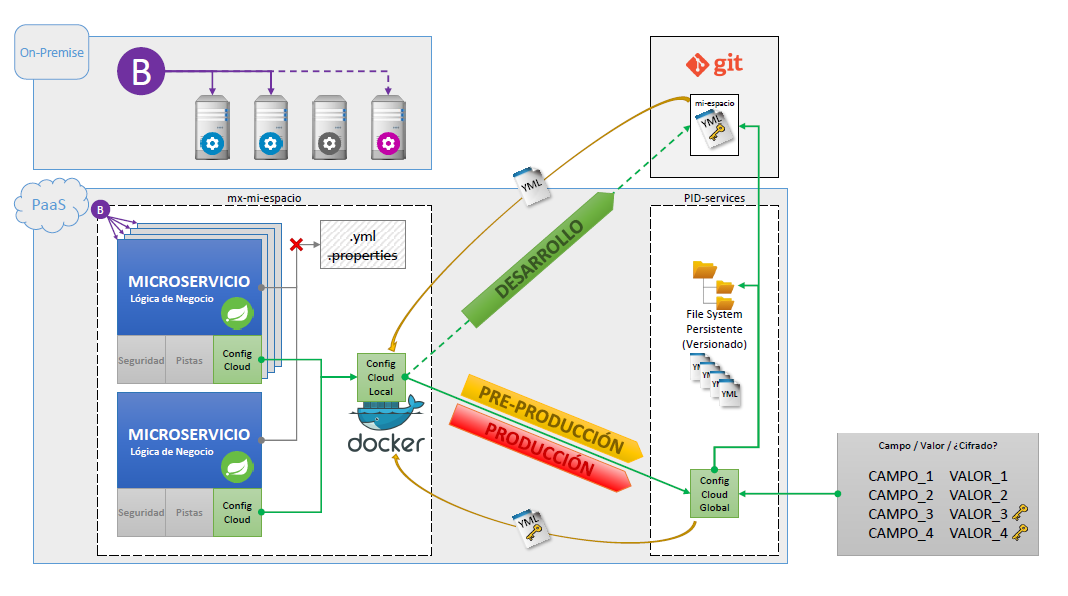 On-Premise
B
git
mi-espacio
YML
YML
PaaS
B
mx-mi-espacio
PID-services
.yml
.properties
MICROSERVICIO
Lógica de Negocio
Seguridad
Pistas
Config
Cloud
DESARROLLO
File System
Persistente
(Versionado)
YML
Config
Cloud
Local
docker
PRE-PRODUCCIÓN
PRODUCCIÓN
MICROSERVICIO
Lógica de Negocio
Seguridad
Pistas
Config
Cloud
YML
Config
Cloud
Global
Campo / Valor / ¿Cifrado?
CAMPO_1 VALOR_1
CAMPO_2 VALOR_2
CAMPO_3 VALOR_3
CAMPO_4 VALOR_4